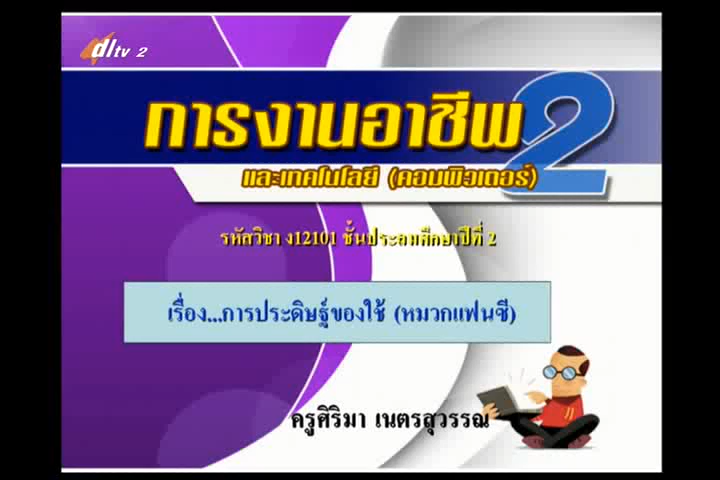 dltv 2
การงานอาชีพ 2
และเทคโนโลยี (คอมพิวเตอร์)
รหัสวิชา ง12101 ชั้นประถมศึกษาปีที่ 2
เรื่อง...การประดิษฐ์ของใช้ (หมวกแฟนซี)
ครูศิริมา เนตรสุวรรณ